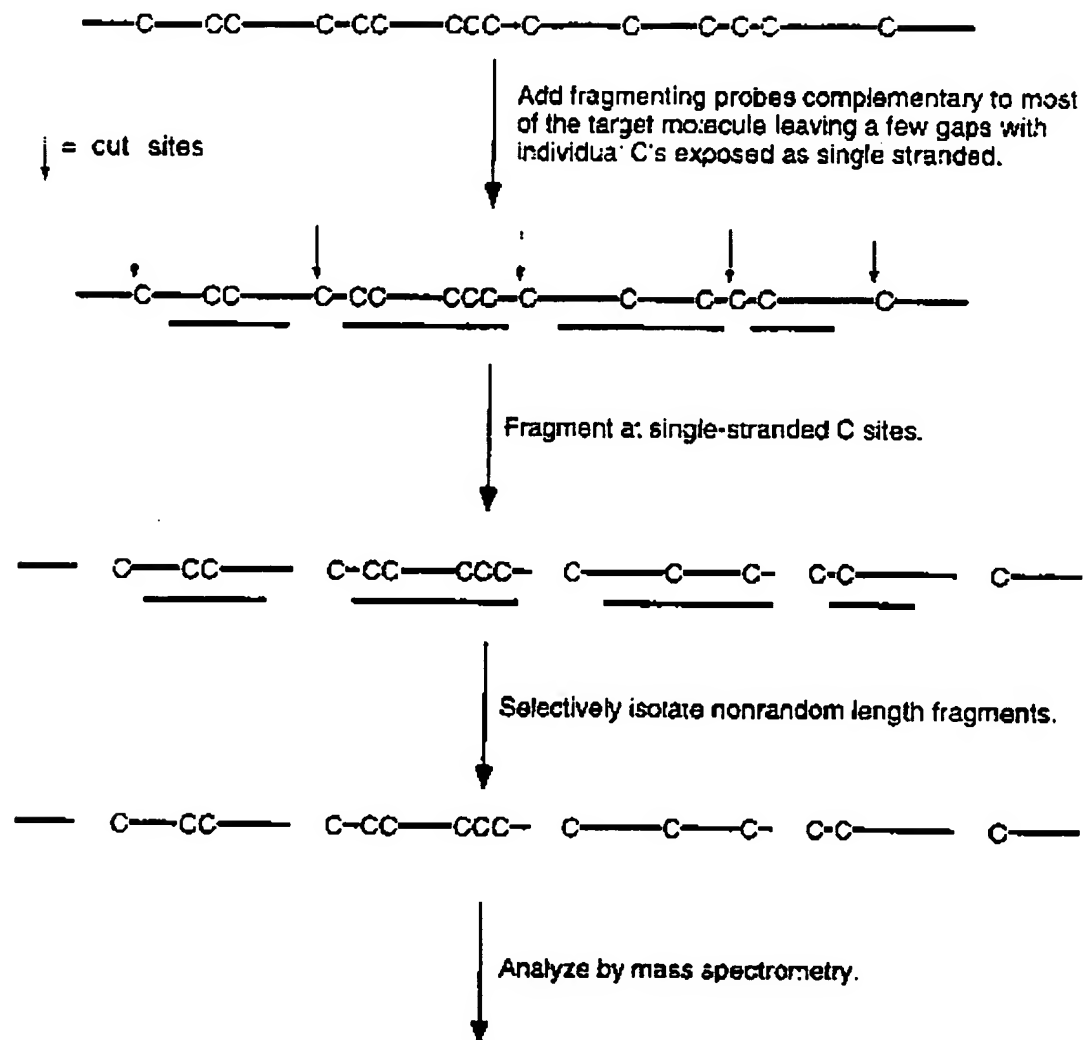 C CC C-CC CCC-C C C-C-C C
Add fragmenting probes complementary to most
of the target molecule leaving a few gaps with
individual C's exposed as single stranded.
= cut sites
C CC C-CC CCC-C C C-C-C C
Fragment at single-stranded C sites.
C CC C-CC CCC- C C C- C-C C
Selectively isolate nonrandom length fragments.
C CC C-CC CCC- C C C- C-C C
Analyze by mass spectrometry.